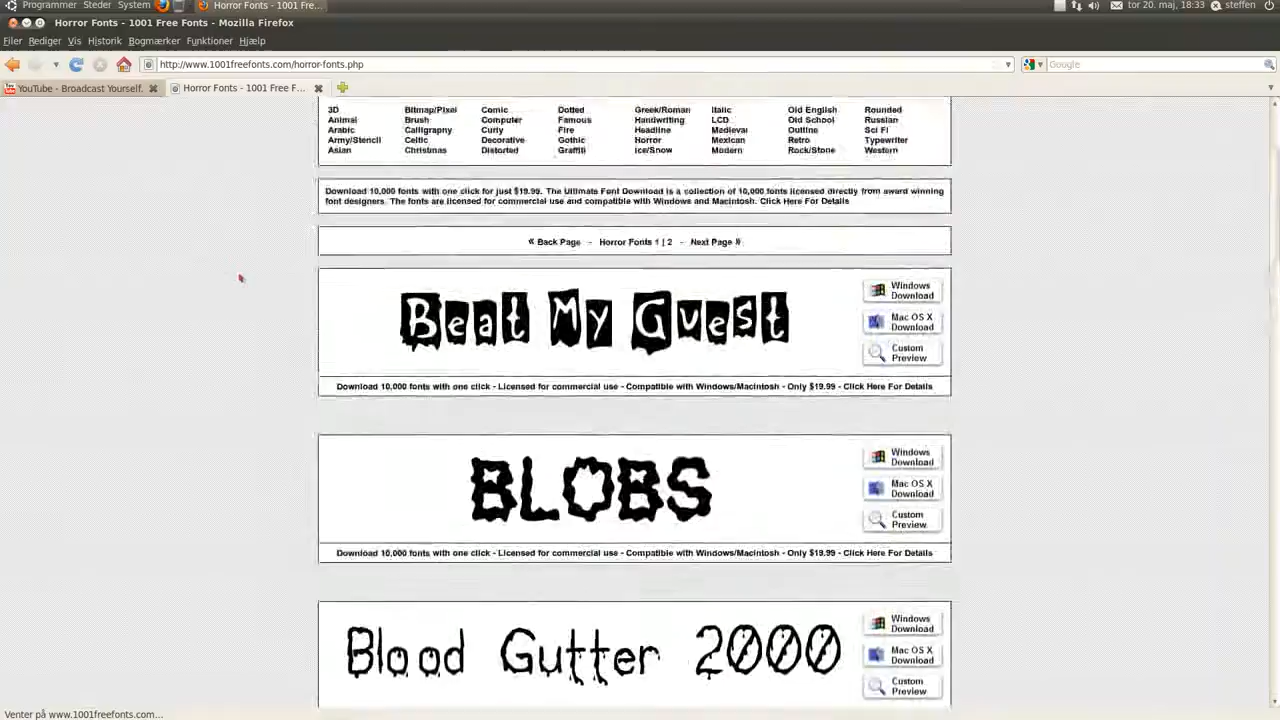 Programmer Steder System Horror Fonts - 1001 Free Fre... tor 20. maj, 18:33 steffen
Horror Fonts - 1001 Free Fonts - Mozilla Firefox
Filer Rediger Vis Historik Bogmærker Funktioner Hjælp
http://www.1001freefonts.com/horror-fonts.php Google
YouTube - Broadcast Yourself. Horror Fonts - 1001 Free F...
3D Bitmap/Pixel Comic Dotted Greek/Roman Italic Old English Rounded
Animal Brush Computer Famous Handwriting LCD Old School Russian
Arabic Calligraphy Curly Fire Headline Medieval Outline Sci Fi
Army/Stencil Celtic Decorative Gothic Horror Mexican Retro Typewriter
Asian Christmas Distorted Graffiti Ice/Snow Modern Rock/Stone Western
Download 10,000 fonts with one click for just $19.99. The Ultimate Font Download is a collection of 10,000 fonts licensed directly from award winning
font designers. The fonts are licensed for commercial use and compatible with Windows and Macintosh. Click Here For Details
« Back Page - Horror Fonts 1 | 2 - Next Page »
Beat My Guest
Windows
Download
Mac OS X
Download
Custom
Preview
Download 10,000 fonts with one click - Licensed for commercial use - Compatible with Windows/Macintosh - Only $19.99 - Click Here For Details
BLOBS
Windows
Download
Mac OS X
Download
Custom
Preview
Download 10,000 fonts with one click - Licensed for commercial use - Compatible with Windows/Macintosh - Only $19.99 - Click Here For Details
Blood Gutter 2000
Windows
Download
Mac OS X
Download
Custom
Preview
Venter på www.1001freefonts.com...